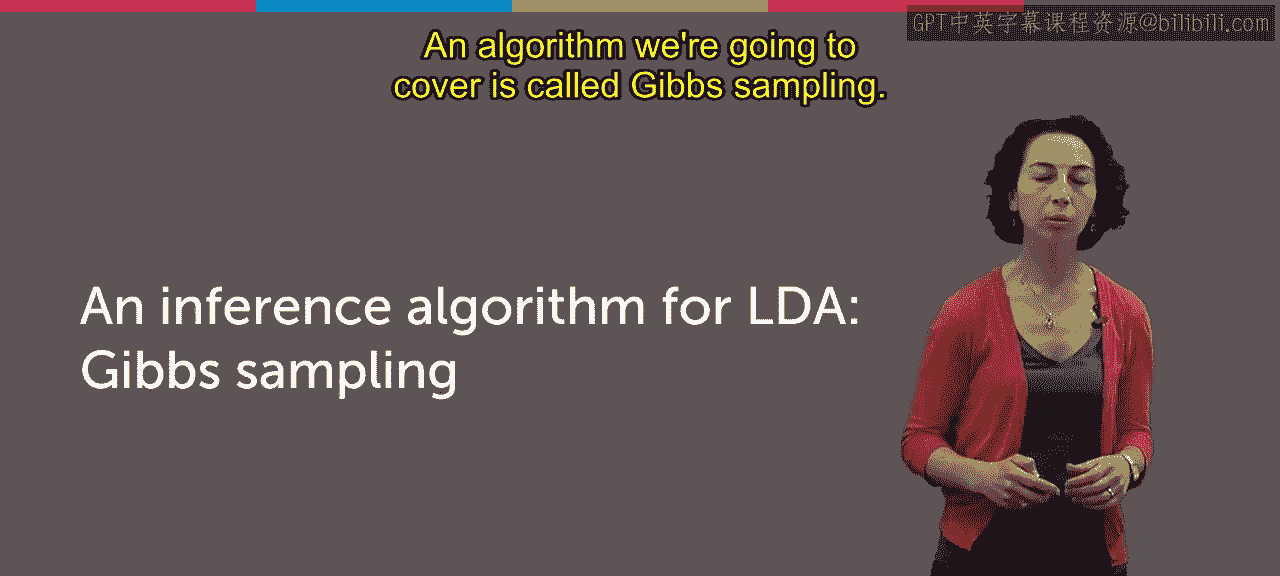 GPT中英字幕课程资源@bilibili.com
An algorithm we're going to
cover is called Gibbs sampling.
An inference algorithm for LDA:
Gibbs sampling